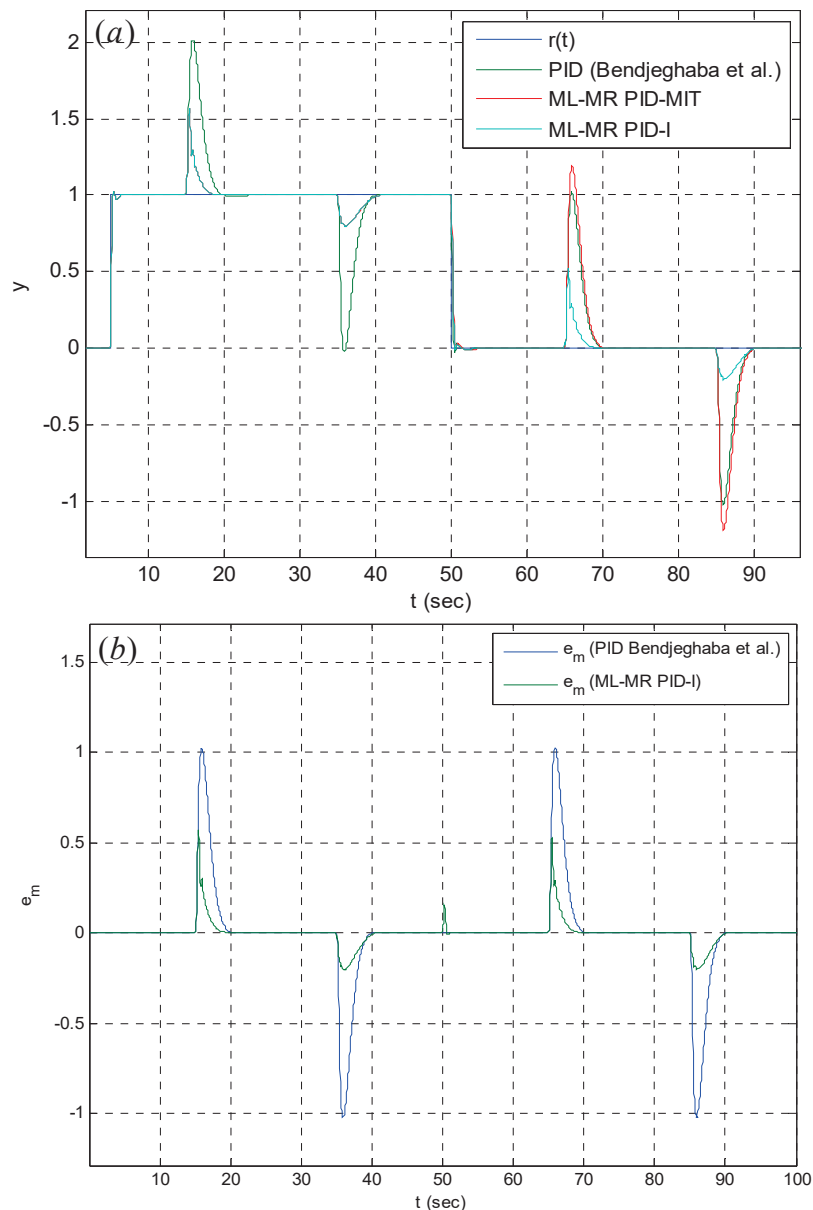 (a)
r(t)
PID (Bendjeghaba et al.)
ML-MR PID-MIT
ML-MR PID-I
2
1.5
1
0.5
0
-0.5
-1
y
10 20 30 40 50 60 70 80 90
t (sec)
(b)
e_m (PID Bendjeghaba et al.)
e_m (ML-MR PID-I)
1.5
1
0.5
0
-0.5
-1
e_m
10 20 30 40 50 60 70 80 90 100
t (sec)